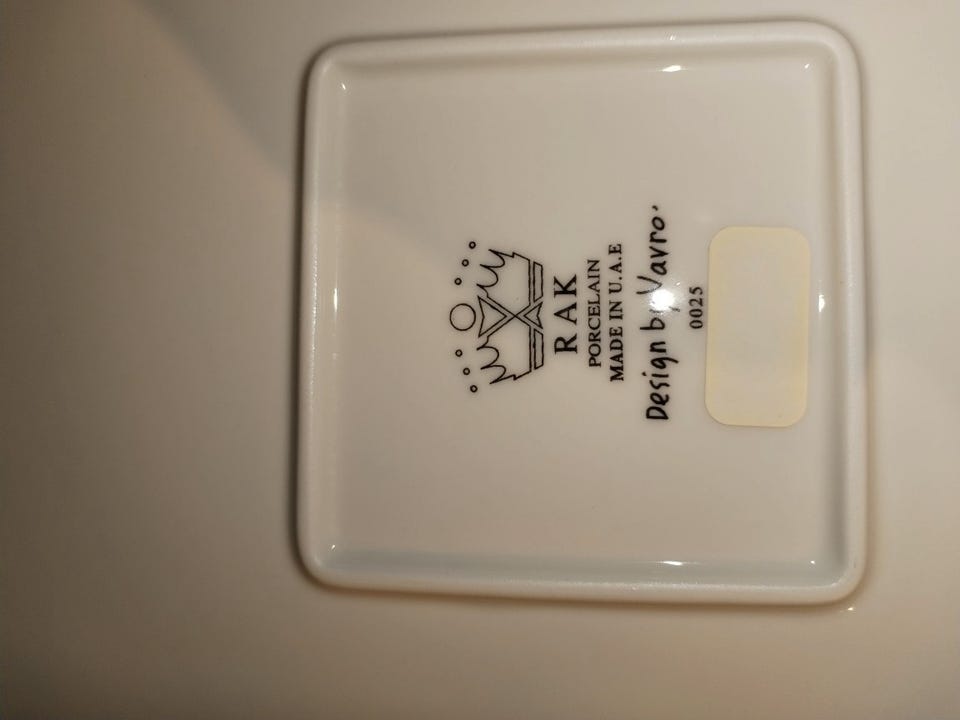 RAK
PORCELAIN
MADE IN U.A.E
Design by Vavro.
0025